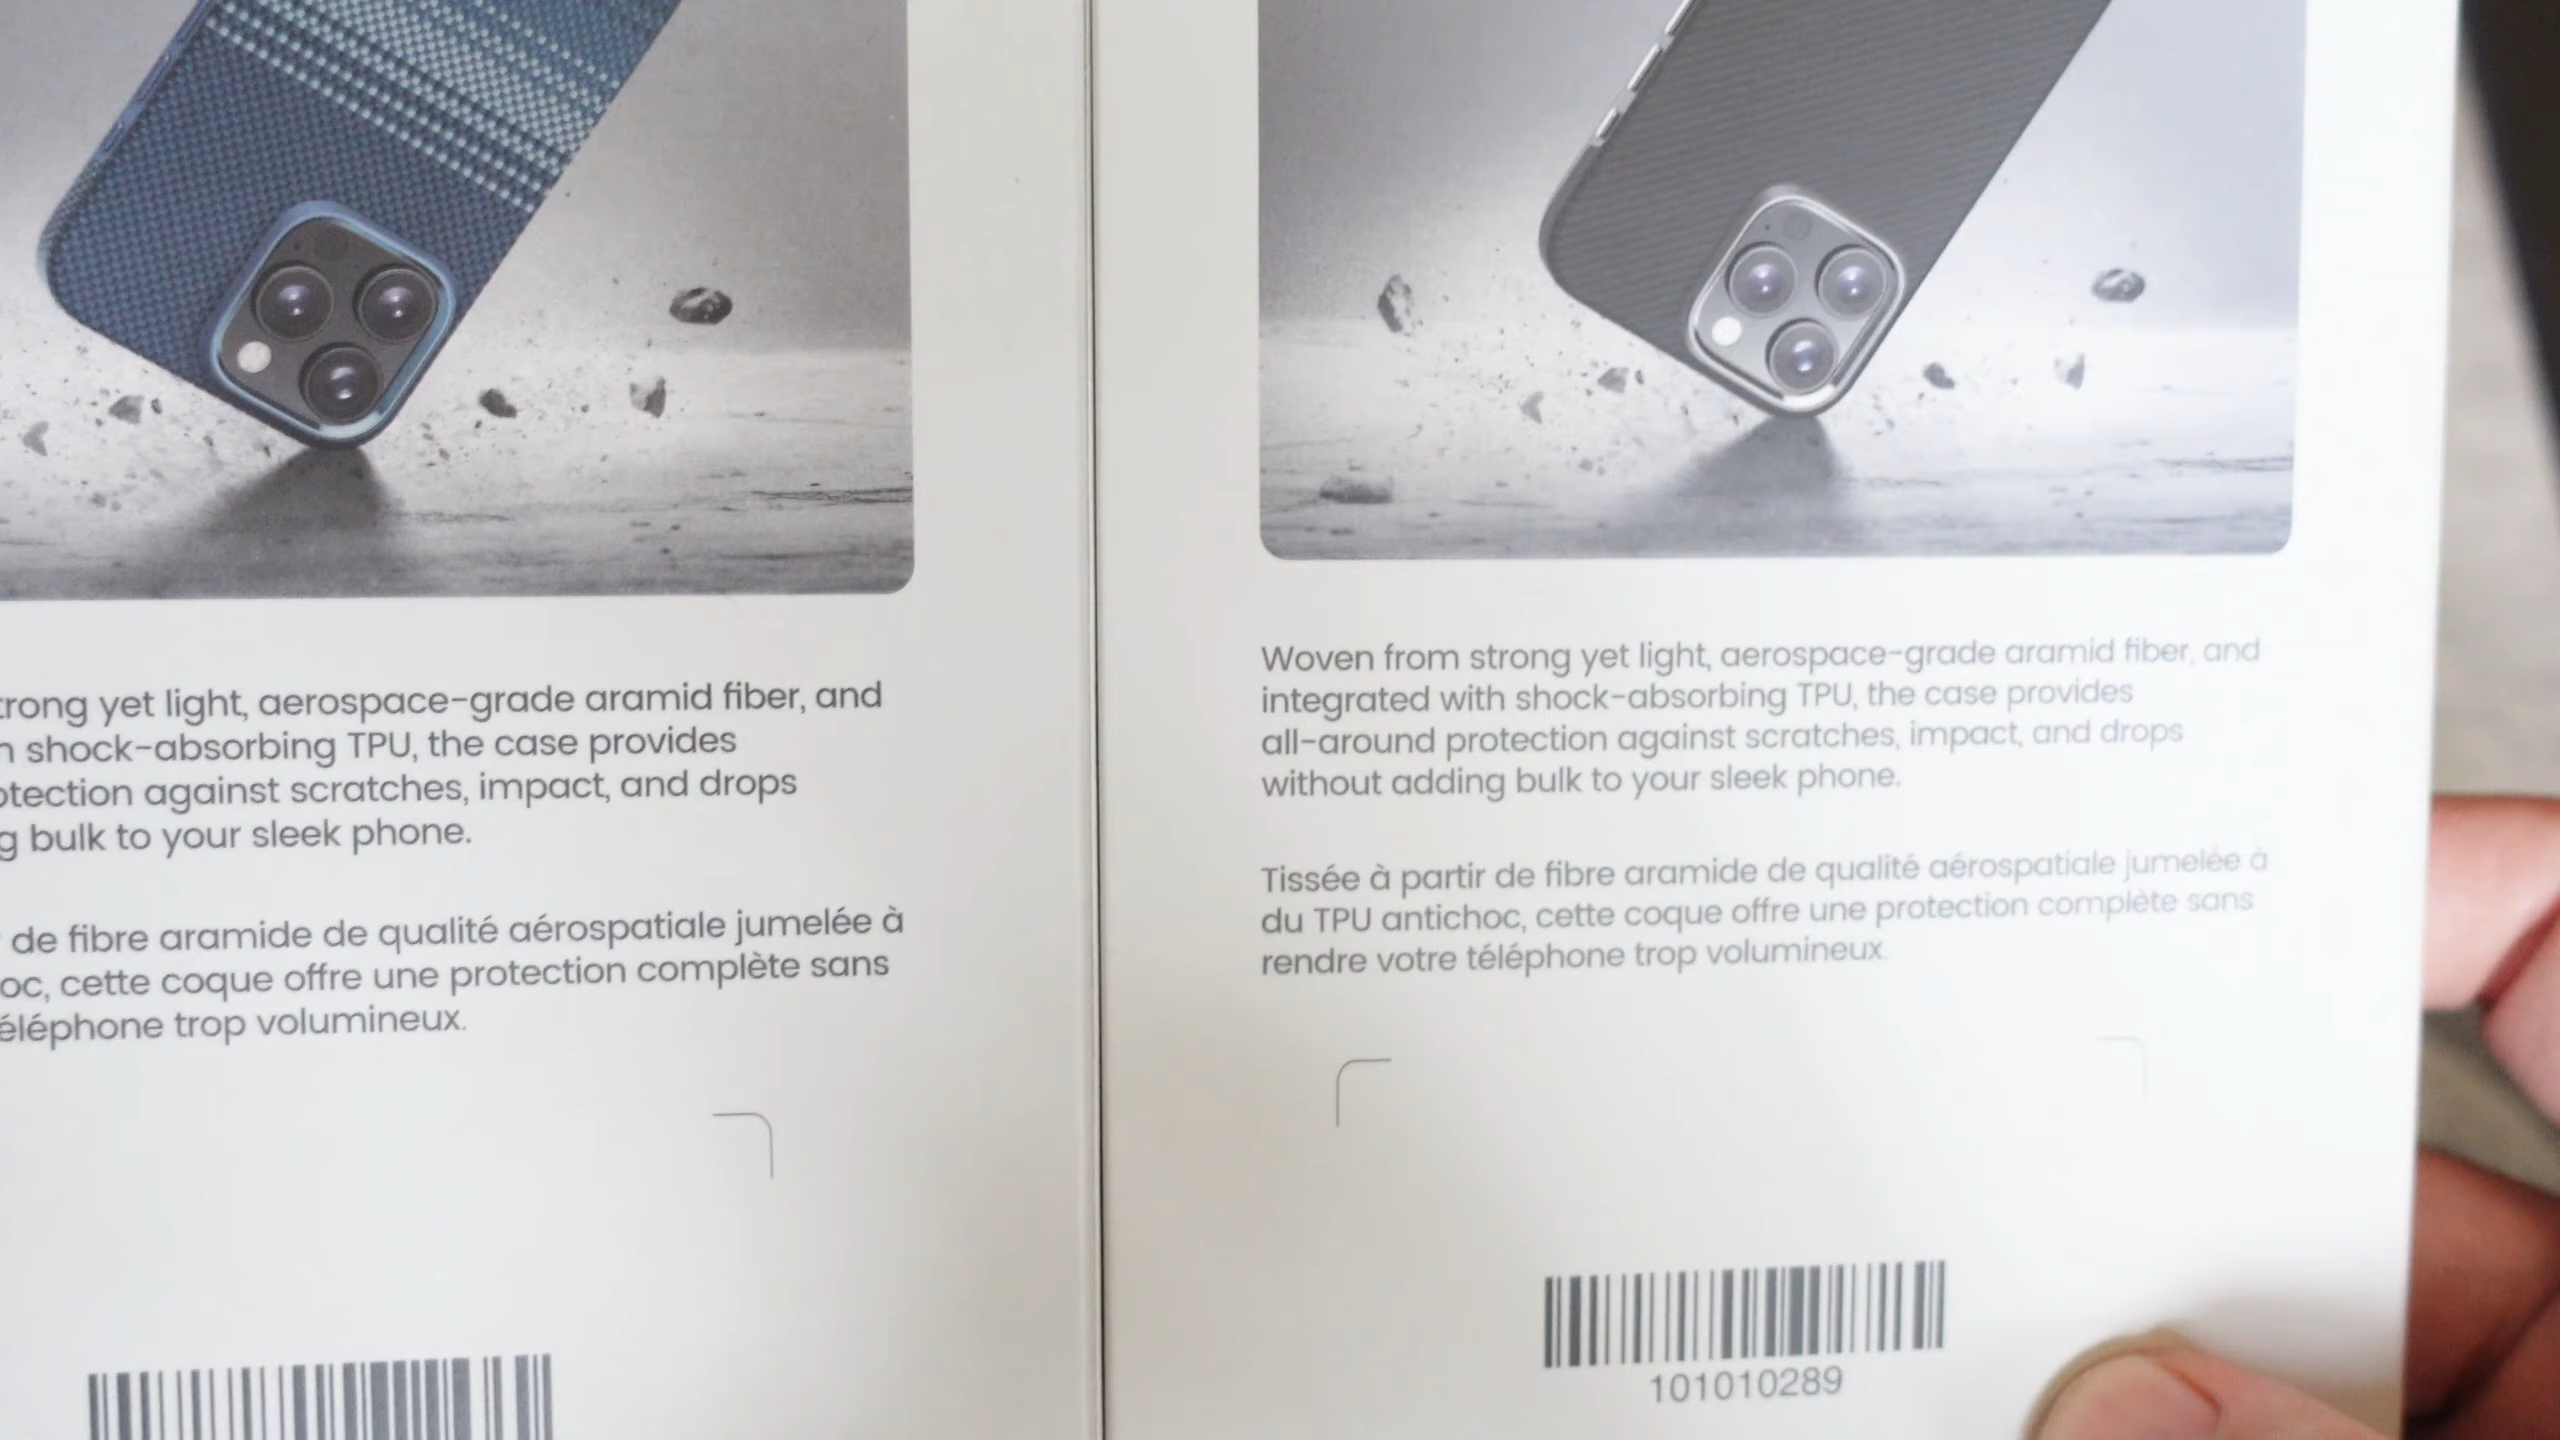 trong yet light, aerospace-grade aramid fiber, and
n shock-absorbing TPU, the case provides
otection against scratches, impact, and drops
g bulk to your sleek phone.
de fibre aramide de qualité aérospatiale jumelée à
oc, cette coque offre une protection complète sans
éléphone trop volumineux.
Woven from strong yet light, aerospace-grade aramid fiber, and
integrated with shock-absorbing TPU, the case provides
all-around protection against scratches, impact, and drops
without adding bulk to your sleek phone.
Tissée à partir de fibre aramide de qualité aérospatiale jumelée à
du TPU antichoc, cette coque offre une protection complète sans
rendre votre téléphone trop volumineux.
101010289